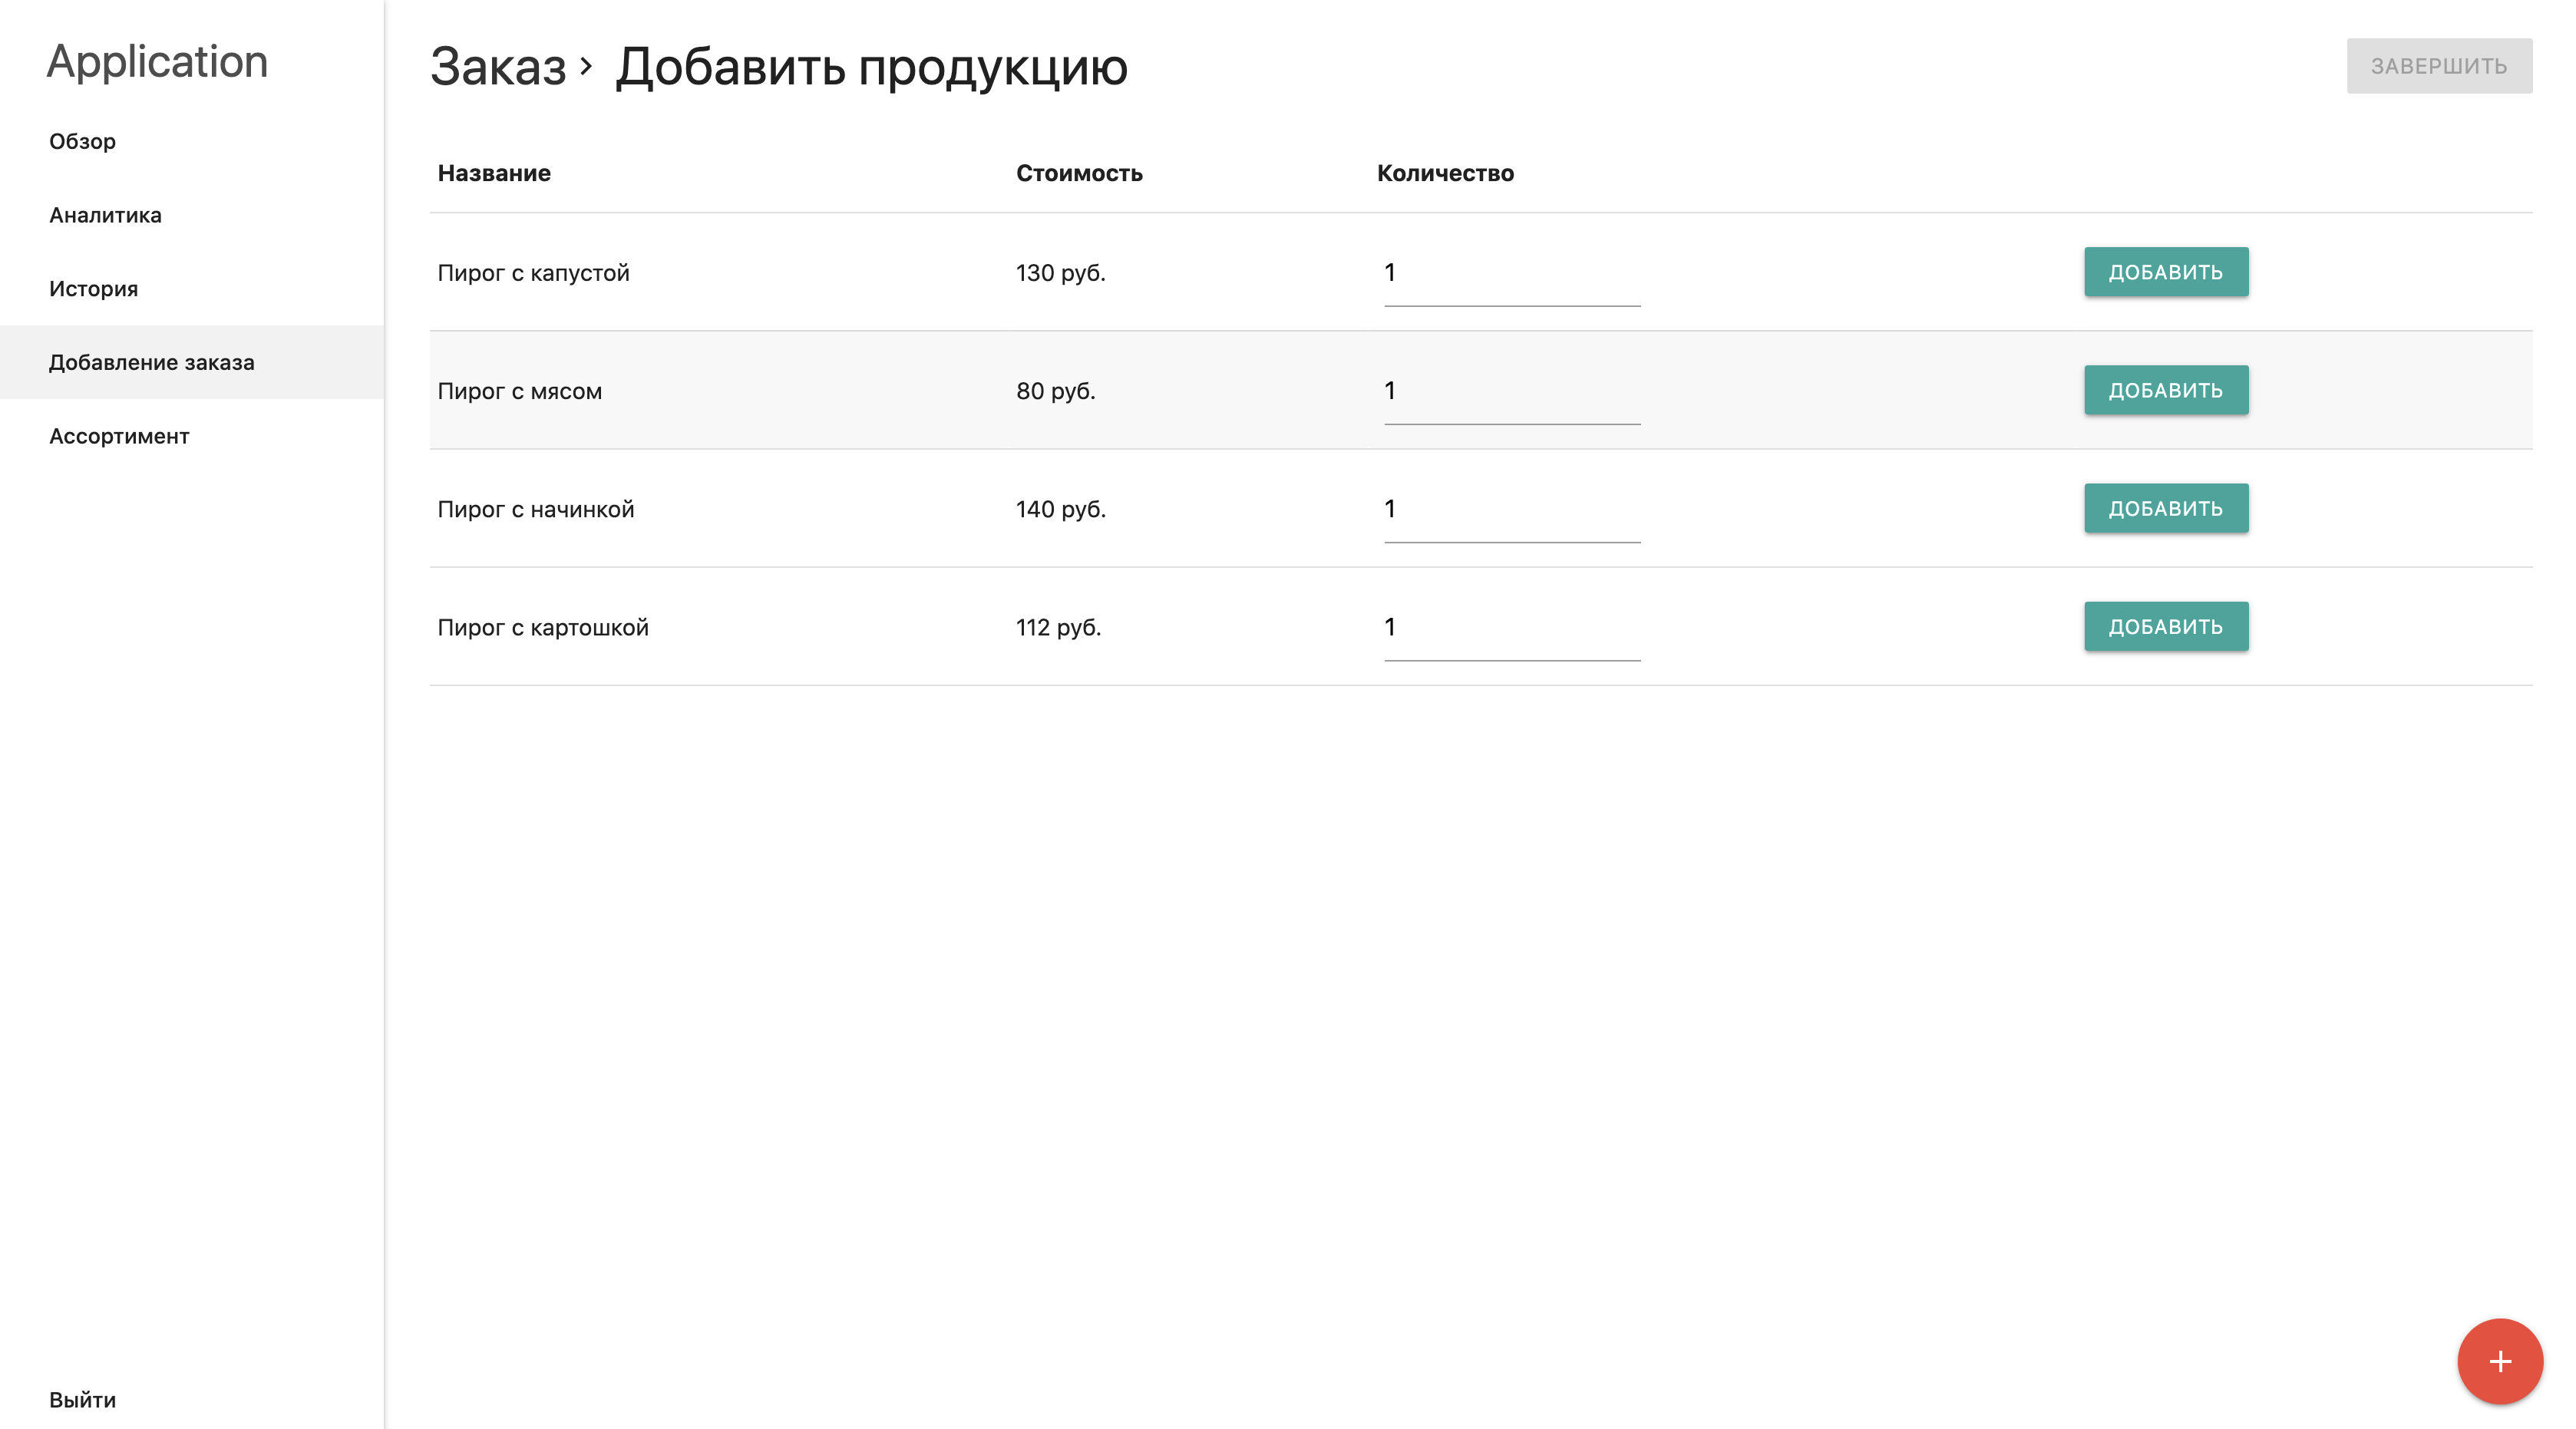 Application
Обзор
Аналитика
История
Добавление заказа
Ассортимент
Выйти
Заказ › Добавить продукцию
ЗАВЕРШИТЬ
Название Стоимость Количество
Пирог с капустой 130 руб. 1 ДОБАВИТЬ
Пирог с мясом 80 руб. 1 ДОБАВИТЬ
Пирог с начинкой 140 руб. 1 ДОБАВИТЬ
Пирог с картошкой 112 руб. 1 ДОБАВИТЬ
+